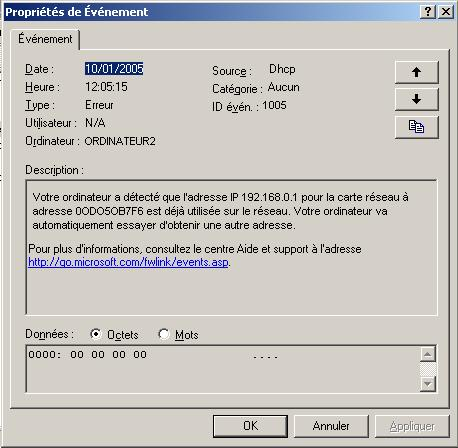 Propriétés de Événement
Événement
Date : 10/01/2005 Source : Dhcp
Heure : 12:05:15 Catégorie : Aucun
Type : Erreur ID évén. : 1005
Utilisateur : N/A
Ordinateur : ORDINATEUR2
Description :
Votre ordinateur a détecté que l'adresse IP 192.168.0.1 pour la carte réseau à
adresse 00D050B7F6 est déjà utilisée sur le réseau. Votre ordinateur va
automatiquement essayer d'obtenir une autre adresse.
Pour plus d'informations, consultez le centre Aide et support à l'adresse
http://go.microsoft.com/fwlink/events.asp.
Données : Octets Mots
0000: 00 00 00 00 ....
OK Annuler Appliquer